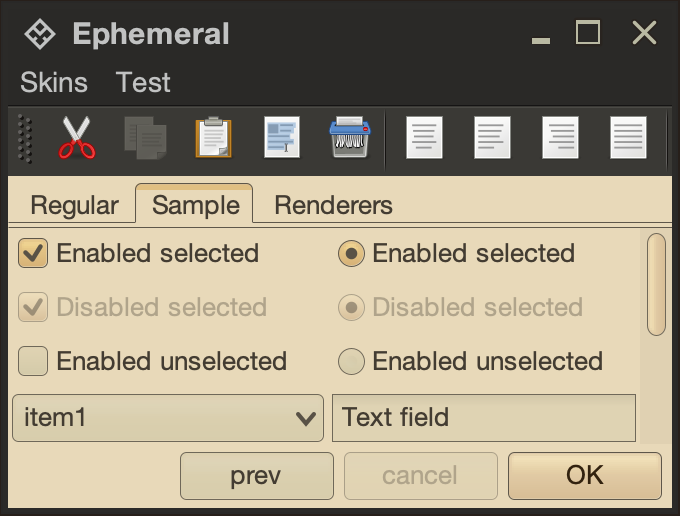 Ephemeral
Skins Test
Regular Sample Renderers
Enabled selected Enabled selected
Disabled selected Disabled selected
Enabled unselected Enabled unselected
item1 Text field
prev cancel OK